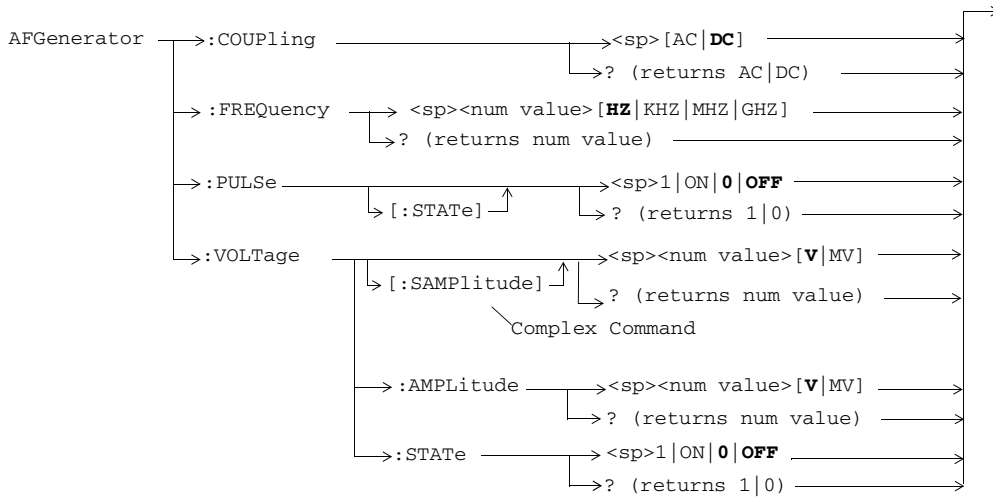 AFGenerator :COUPling <sp>[AC|DC]
? (returns AC|DC)
:FREQuency <sp><num value>[HZ|KHZ|MHZ|GHZ]
? (returns num value)
:PULSe <sp>1|ON|0|OFF
[:STATe] ? (returns 1|0)
:VOLTage <sp><num value>[V|MV]
[:SAMPlitude] ? (returns num value)
Complex Command
:AMPLitude <sp><num value>[V|MV]
? (returns num value)
:STATe <sp>1|ON|0|OFF
? (returns 1|0)